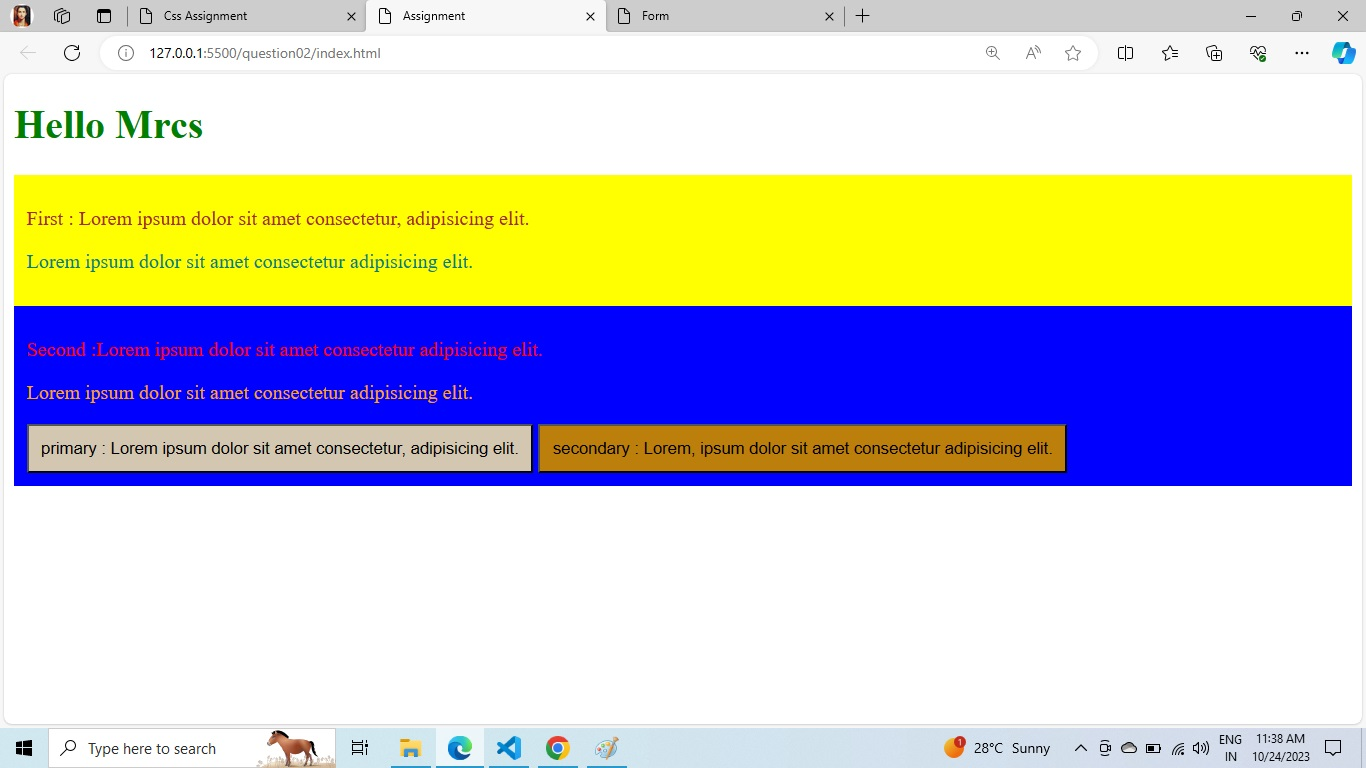 Css Assignment
Assignment
Form
127.0.0.1:5500/question02/index.html
Hello Mrcs
First : Lorem ipsum dolor sit amet consectetur, adipisicing elit.
Lorem ipsum dolor sit amet consectetur adipisicing elit.
Second :Lorem ipsum dolor sit amet consectetur adipisicing elit.
Lorem ipsum dolor sit amet consectetur adipisicing elit.
primary : Lorem ipsum dolor sit amet consectetur, adipisicing elit.
secondary : Lorem, ipsum dolor sit amet consectetur adipisicing elit.
Type here to search
1
28°C Sunny
ENG
IN
11:38 AM
10/24/2023